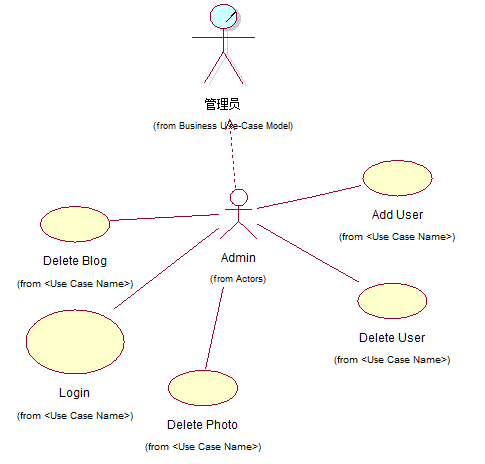 管理员
(from Business Use-Case Model)
Add User
(from <Use Case Name>)
Admin
(from Actors)
Delete Blog
(from <Use Case Name>)
Delete User
(from <Use Case Name>)
Login
(from <Use Case Name>)
Delete Photo
(from <Use Case Name>)